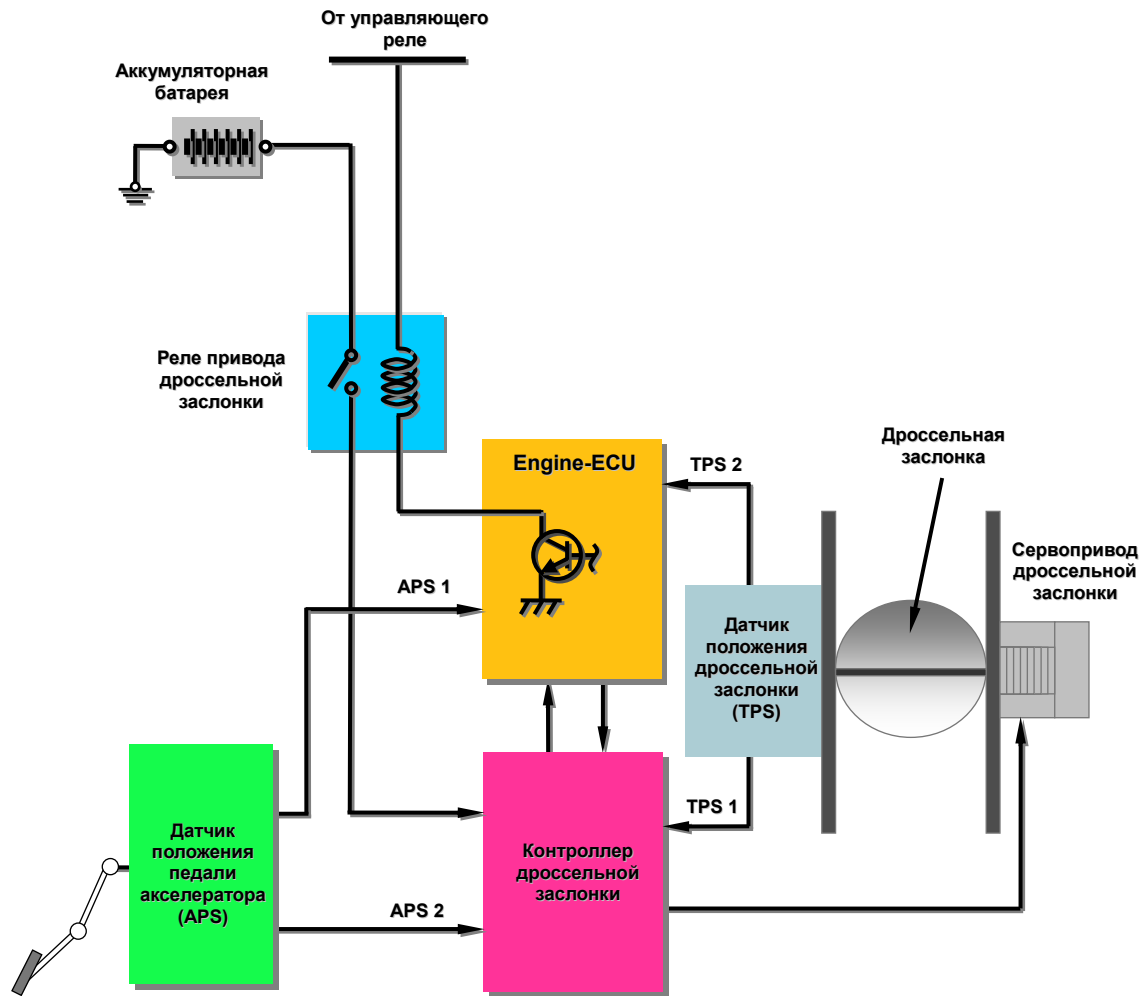 От управляющего
реле
Аккумуляторная
батарея
Реле привода
дроссельной
заслонки
Engine-ECU
TPS 2
Дроссельная
заслонка
Сервопривод
дроссельной
заслонки
APS 1
Датчик
положения
дроссельной
заслонки
(TPS)
TPS 1
Датчик
положения
педали
акселератора
(APS)
Контроллер
дроссельной
заслонки
APS 2